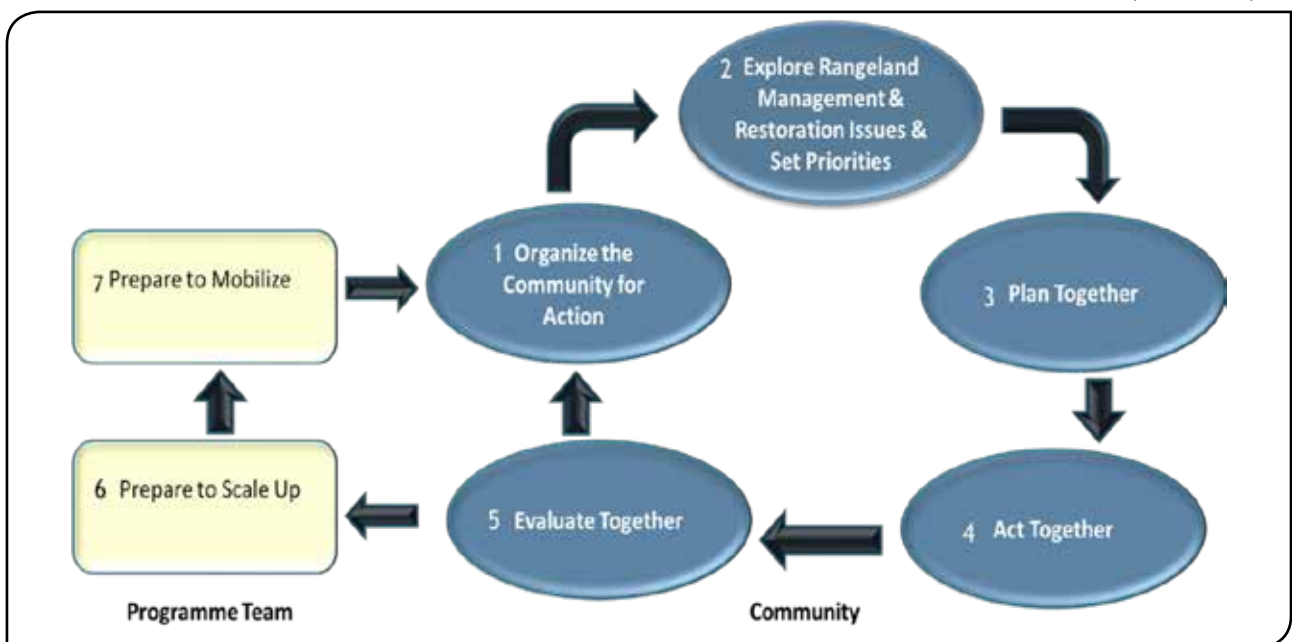 2 Explore Rangeland
Management &
Restoration Issues &
Set Priorities
1 Organize the
Community for
Action
7 Prepare to Mobilize
3 Plan Together
6 Prepare to Scale Up
5 Evaluate Together
4 Act Together
Programme Team
Community